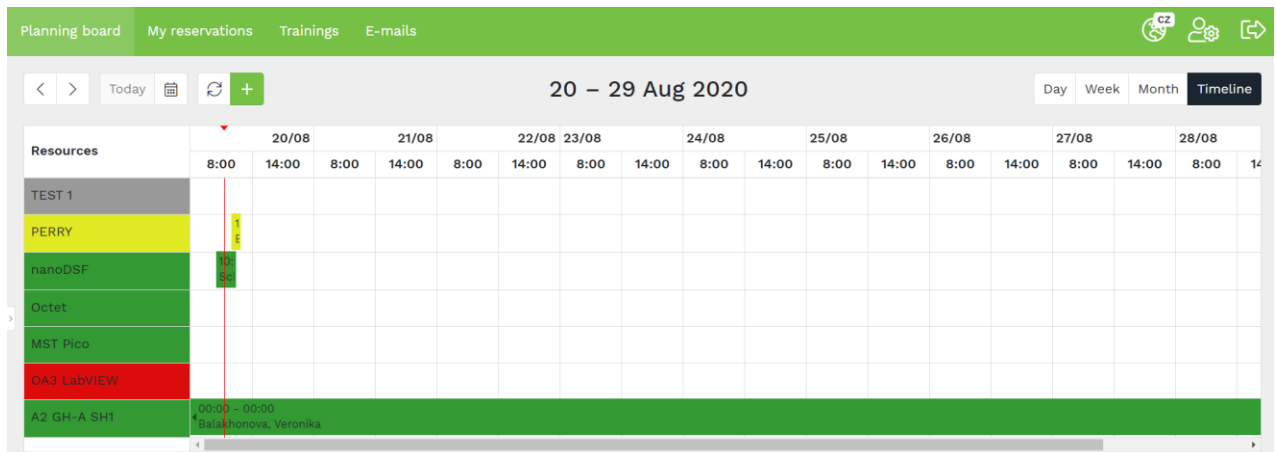 Planning board My reservations Trainings E-mails CZ
Today 20 – 29 Aug 2020 Day Week Month Timeline
Resources 20/08 21/08 22/08 23/08 24/08 25/08 26/08 27/08 28/08
8:00 14:00 8:00 14:00 8:00 14:00 8:00 14:00 8:00 14:00 8:00 14:00 8:00 14:00 8:00 14:00 8:00
TEST 1
PERRY
nanoDSF 10:
Octet
MST Pico
OA3 LabVIEW
A2 GH-A SH1 00:00 - 00:00
Balakhonova, Veronika